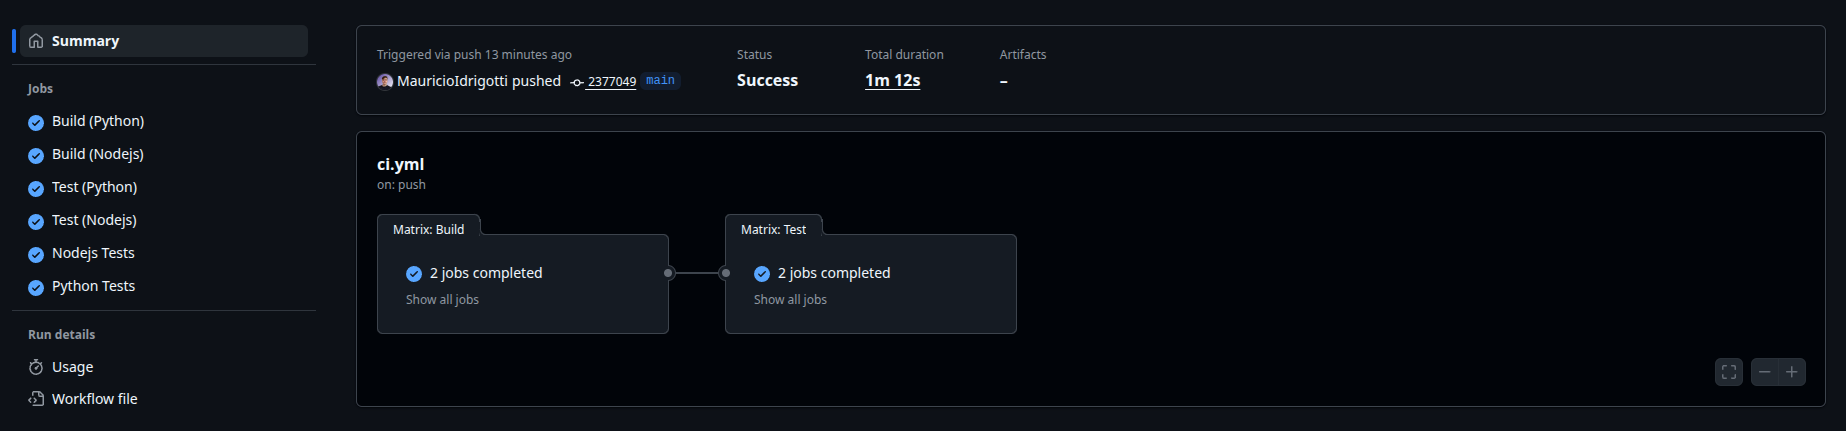 Summary
Jobs
Build (Python)
Build (Nodejs)
Test (Python)
Test (Nodejs)
Nodejs Tests
Python Tests
Run details
Usage
Workflow file
Triggered via push 13 minutes ago
MauricioIdrigotti pushed 2377049 main
Status
Success
Total duration
1m 12s
Artifacts
–
ci.yml
on: push
Matrix: Build
2 jobs completed
Show all jobs
Matrix: Test
2 jobs completed
Show all jobs